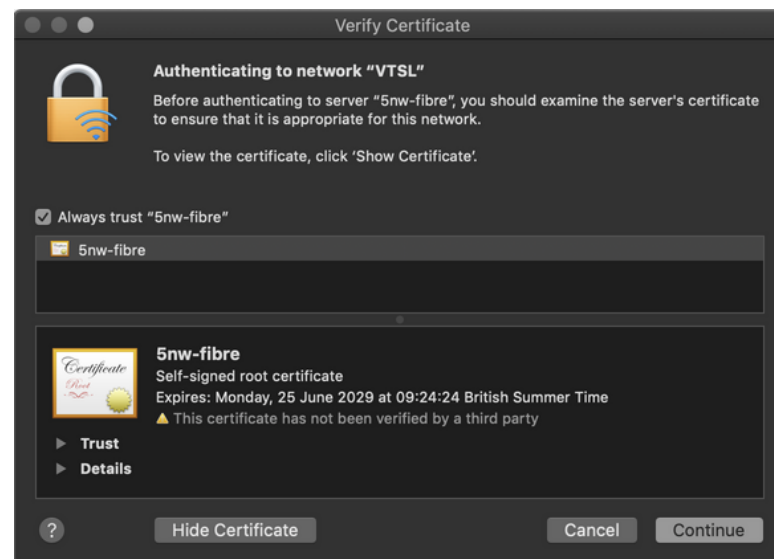 Verify Certificate
Authenticating to network “VTSL”
Before authenticating to server “5nw-fibre”, you should examine the server's certificate
to ensure that it is appropriate for this network.
To view the certificate, click ‘Show Certificate’.
Always trust “5nw-fibre”
5nw-fibre
Certificate
Root
5nw-fibre
Self-signed root certificate
Expires: Monday, 25 June 2029 at 09:24:24 British Summer Time
This certificate has not been verified by a third party
Trust
Details
?
Hide Certificate
Cancel
Continue